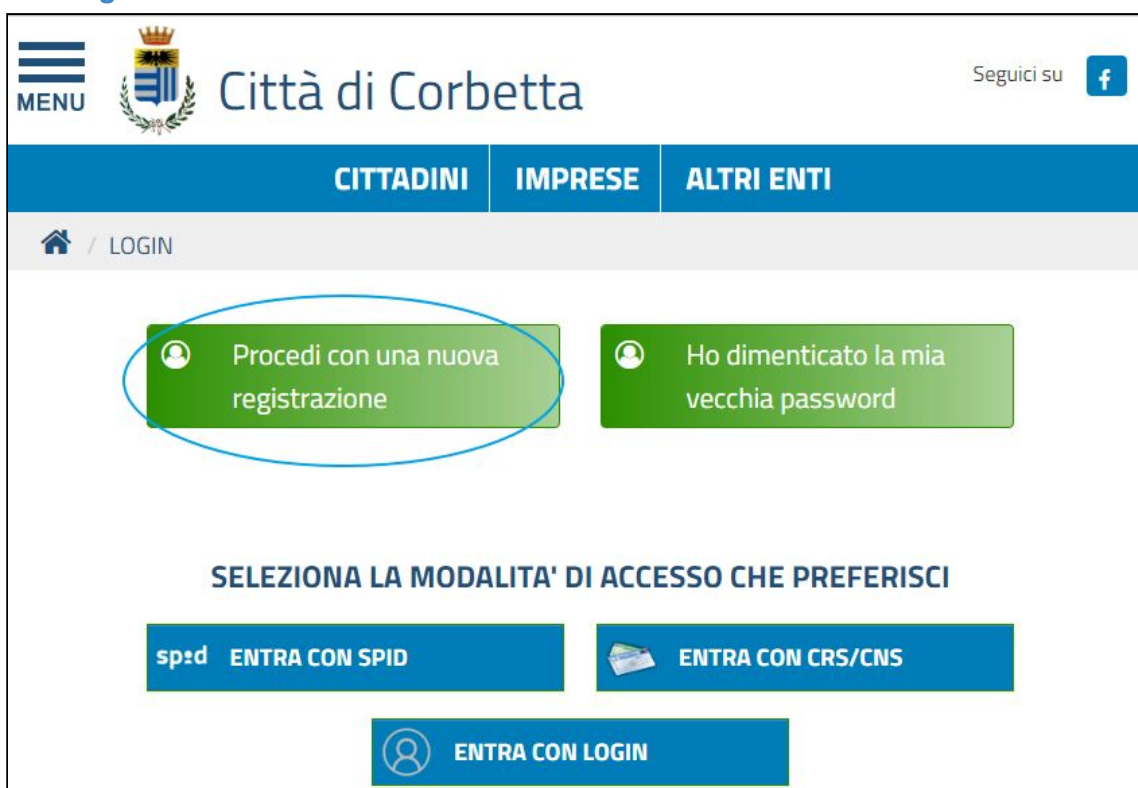 MENU
Città di Corbetta
Seguici su
f
CITTADINI IMPRESE ALTRI ENTI
/ LOGIN
Procedi con una nuova
registrazione
Ho dimenticato la mia
vecchia password
SELEZIONA LA MODALITA' DI ACCESSO CHE PREFERISCI
spid ENTRA CON SPID
ENTRA CON CRS/CNS
ENTRA CON LOGIN